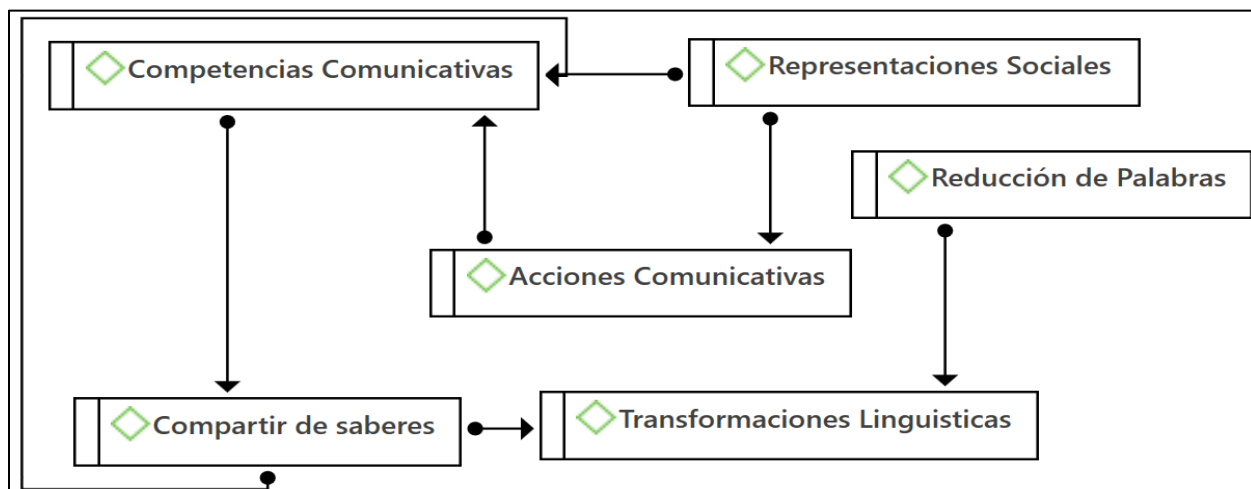 Competencias Comunicativas
Representaciones Sociales
Reducción de Palabras
Acciones Comunicativas
Compartir de saberes
Transformaciones Linguisticas